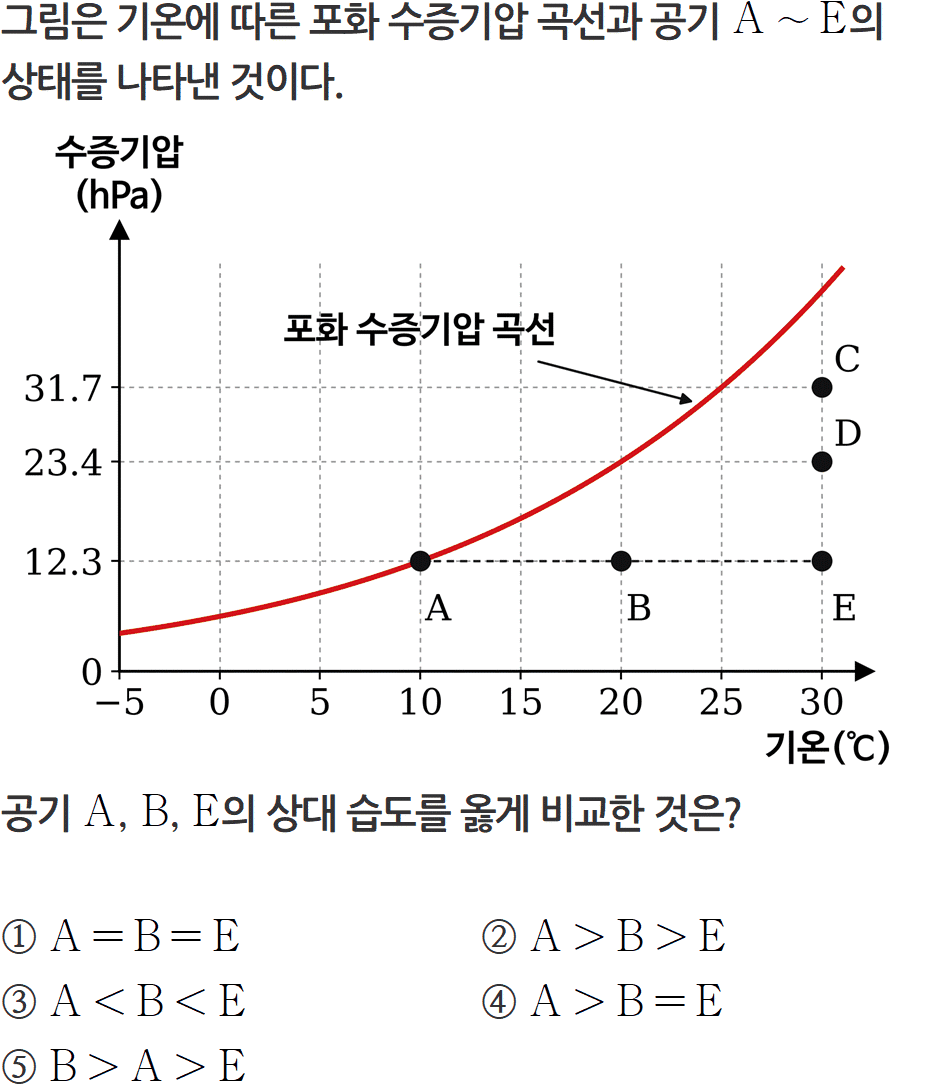 그림은 기온에 따른 포화 수증기압 곡선과 공기 A ~ E의
상태를 나타낸 것이다.
수증기압
(hPa)
포화 수증기압 곡선
C
31.7
D
23.4
12.3
A B E
0
−5 0 5 10 15 20 25 30
기온(℃)
공기 A, B, E의 상대 습도를 옳게 비교한 것은?
① A = B = E ② A > B > E
③ A < B < E ④ A > B = E
⑤ B > A > E